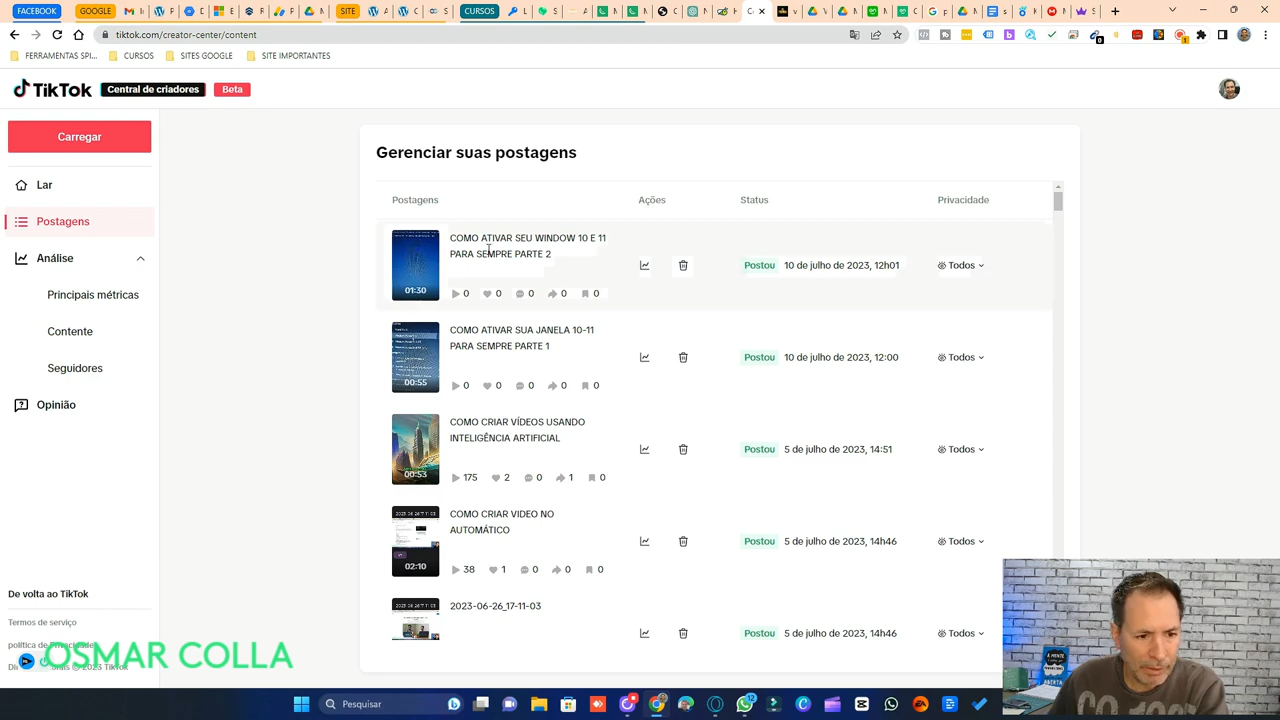 FACEBOOK
GOOGLE
SITE
CURSOS
tiktok.com/creator-center/content
FERRAMENTAS SPI...
CURSOS
SITES GOOGLE
SITE IMPORTANTES
TikTok Central de criadores Beta
Carregar
Lar
Postagens
Análise
Principais métricas
Contente
Seguidores
Opinião
Gerenciar suas postagens
Postagens Ações Status Privacidade
COMO ATIVAR SEU WINDOW 10 E 11
PARA SEMPRE PARTE 2
01:30
Postou 10 de julho de 2023, 12h01 Todos
0 0 0 0 0
COMO ATIVAR SUA JANELA 10-11
PARA SEMPRE PARTE 1
00:55
Postou 10 de julho de 2023, 12:00 Todos
0 0 0 0 0
COMO CRIAR VÍDEOS USANDO
INTELIGÊNCIA ARTIFICIAL
00:53
Postou 5 de julho de 2023, 14:51 Todos
175 2 0 1 0
COMO CRIAR VIDEO NO
AUTOMÁTICO
02:10
Postou 5 de julho de 2023, 14h46 Todos
38 1 0 0 0
2023-06-26_17-11-03
Postou 5 de julho de 2023, 14h46 Todos
De volta ao TikTok
Termos de serviço
política de Privacidade
OMAR COLLA
2023 TikTok
Pesquisar